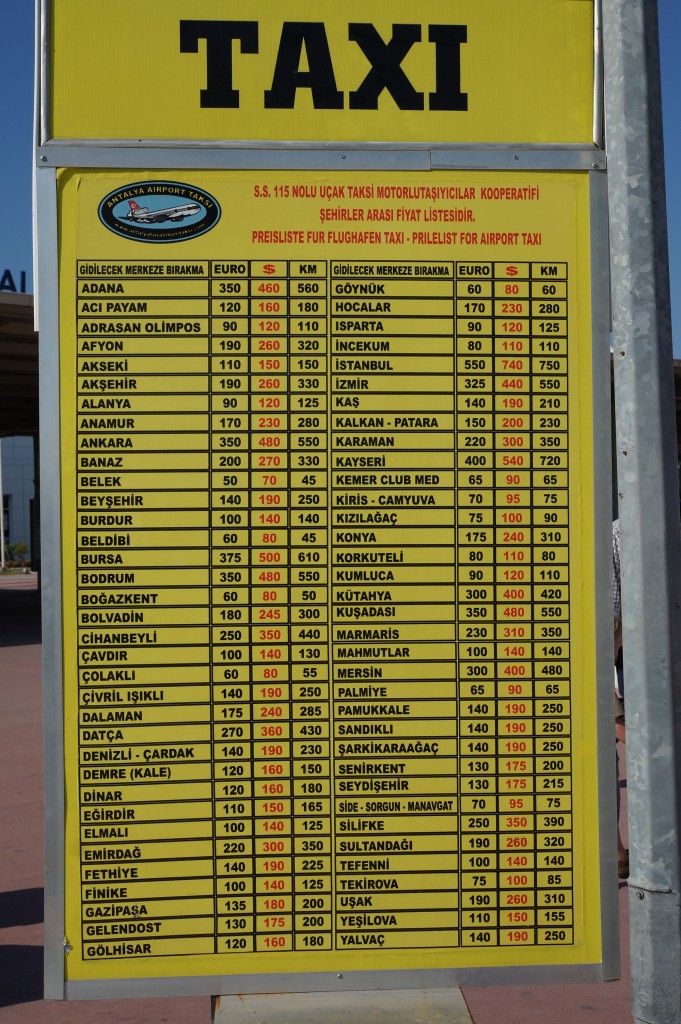 TAXI
ANTALYA AIRPORT TAKSİ
S.S. 115 NOLU UÇAK TAKSİ MOTORLUTAŞIYICILAR KOOPERATİFİ
ŞEHİRLER ARASI FİYAT LİSTESİDİR.
PREISLISTE FUR FLUGHAFEN TAXI - PRILELIST FOR AIRPORT TAXI
GİDİLECEK MERKEZE BIRAKMA EURO $ KM GİDİLECEK MERKEZE BIRAKMA EURO $ KM
ADANA 350 460 560 GÖYNÜK 60 80 60
ACI PAYAM 120 160 180 HOCALAR 170 230 280
ADRASAN OLİMPOS 90 120 110 ISPARTA 90 120 125
AFYON 190 260 320 İNCEKUM 80 110 110
AKSEKİ 110 150 150 İSTANBUL 550 740 750
AKŞEHİR 190 260 330 İZMİR 325 440 550
ALANYA 90 120 125 KAŞ 140 190 210
ANAMUR 170 230 280 KALKAN - PATARA 150 200 230
ANKARA 350 480 550 KARAMAN 220 300 350
BANAZ 200 270 330 KAYSERİ 400 540 720
BELEK 50 70 45 KEMER CLUB MED 65 90 65
BEYŞEHİR 140 190 250 KİRİS - CAMYUVA 70 95 75
BURDUR 100 140 140 KIZILAĞAÇ 75 100 90
BELDİBİ 60 80 45 KONYA 175 240 310
BURSA 375 500 610 KORKUTELİ 80 110 80
BODRUM 350 480 550 KUMLUCA 90 120 110
BOĞAZKENT 60 80 50 KÜTAHYA 300 400 420
BOLVADİN 180 245 300 KUŞADASI 350 480 550
CİHANBEYLİ 250 350 440 MARMARİS 230 310 350
ÇAVDIR 100 140 130 MAHMUTLAR 100 140 140
ÇOLAKLI 60 80 55 MERSİN 300 400 480
ÇİVRİL IŞIKLI 140 190 250 PALMİYE 65 90 65
DALAMAN 175 240 285 PAMUKKALE 140 190 250
DATÇA 270 360 430 SANDIKLI 140 190 250
DENİZLİ - ÇARDAK 140 190 230 ŞARKİKARAAĞAÇ 140 190 250
DEMRE (KALE) 120 160 150 SENİRKENT 130 175 200
DİNAR 120 160 180 SEYDİŞEHİR 130 175 215
EĞİRDİR 110 150 165 SİDE - SORGUN - MANAVGAT 70 95 75
ELMALI 100 140 125 SİLİFKE 250 350 390
EMİRDAĞ 220 300 350 SULTANDAĞI 190 260 320
FETHİYE 140 190 225 TEFENNİ 100 140 140
FİNİKE 100 140 125 TEKİROVA 75 100 85
GAZİPAŞA 135 180 200 UŞAK 190 260 310
GELENDOST 130 175 200 YEŞİLOVA 110 150 155
GÖLHİSAR 120 160 180 YALVAÇ 140 190 250